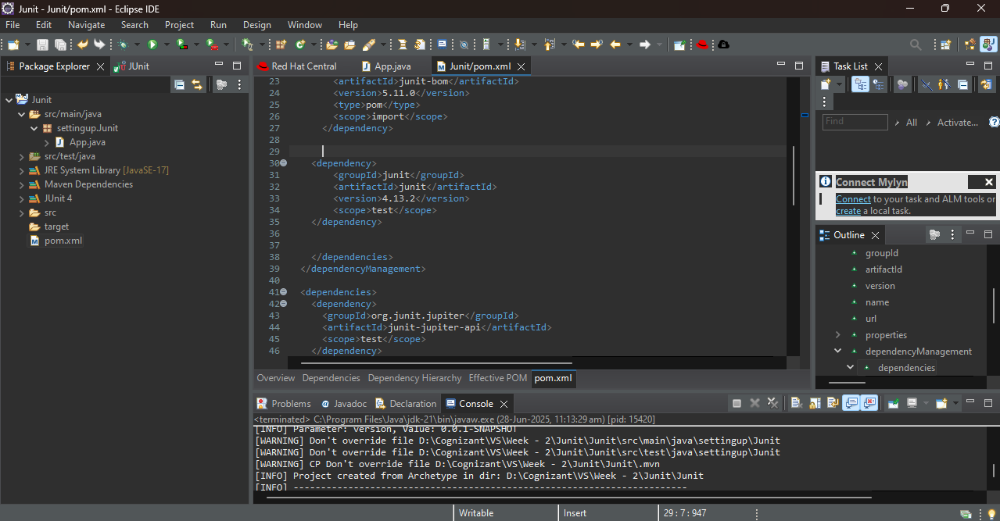 Junit - Junit/pom.xml - Eclipse IDE
File Edit Navigate Search Project Run Design Window Help
Package Explorer
JUnit
Junit
src/main/java
settingup.Junit
App.java
src/test/java
JRE System Library [JavaSE-17]
Maven Dependencies
JUnit 4
src
target
pom.xml
Red Hat Central
App.java
Junit/pom.xml
23 <artifactId>junit-bom</artifactId>
24 <version>5.11.0</version>
25 <type>pom</type>
26 <scope>import</scope>
27 </dependency>
28
29
30 <dependency>
31 <groupId>junit</groupId>
32 <artifactId>junit</artifactId>
33 <version>4.13.2</version>
34 <scope>test</scope>
35 </dependency>
36
37
38 </dependencies>
39 </dependencyManagement>
40
41 <dependencies>
42 <dependency>
43 <groupId>org.junit.jupiter</groupId>
44 <artifactId>junit-jupiter-api</artifactId>
45 <scope>test</scope>
46 </dependency>
Overview Dependencies Dependency Hierarchy Effective POM pom.xml
Task List
Find
All
Activate...
Connect Mylyn
Connect to your task and ALM tools or
create a local task.
Outline
groupId
artifactId
version
name
url
properties
dependencyManagement
dependencies
Problems Javadoc Declaration Console
<terminated> C:\Program Files\Java\jdk-21\bin\javaw.exe (28-Jun-2025, 11:13:29 am) [pid: 15420]
[INFO] Parameter: version, Value: 0.0.1-SNAPSHOT
[WARNING] Don't override file D:\Cognizant\VS\Week - 2\Junit\Junit\src\main\java\settingup\Junit
[WARNING] Don't override file D:\Cognizant\VS\Week - 2\Junit\Junit\src\test\java\settingup\Junit
[WARNING] CP Don't override file D:\Cognizant\VS\Week - 2\Junit\Junit\.mvn
[INFO] Project created from Archetype in dir: D:\Cognizant\VS\Week - 2\Junit\Junit
[INFO] ------------------------------------------------------------------------
Writable
Insert
29 : 7 : 947